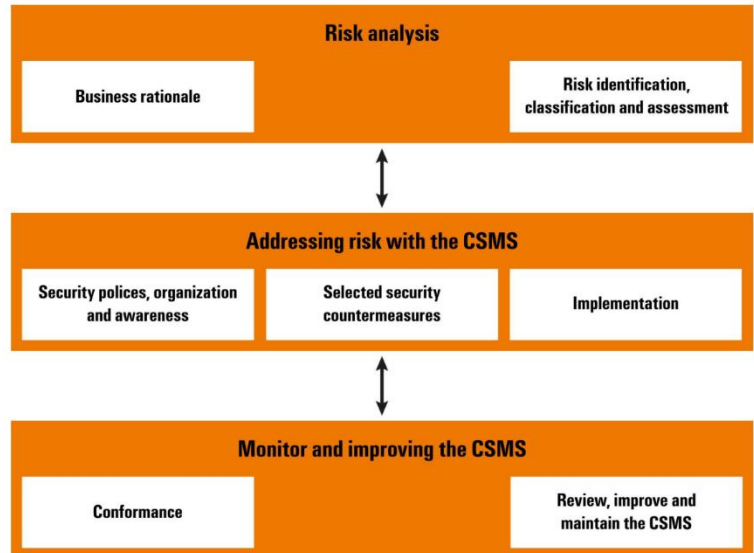 Risk analysis
Business rationale
Risk identification,
classification and assessment
Addressing risk with the CSMS
Security polices, organization
and awareness
Selected security
countermeasures
Implementation
Monitor and improving the CSMS
Conformance
Review, improve and
maintain the CSMS